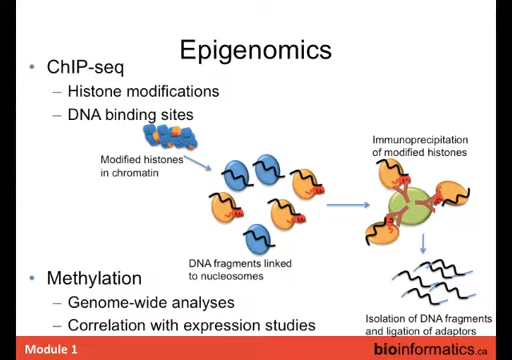 Epigenomics
• ChIP-seq
– Histone modifications
– DNA binding sites
Modified histones
in chromatin
Immunoprecipitation
of modified histones
DNA fragments linked
to nucleosomes
• Methylation
– Genome-wide analyses
– Correlation with expression studies
Isolation of DNA fragments
and ligation of adaptors
Module 1
bioinformatics.ca